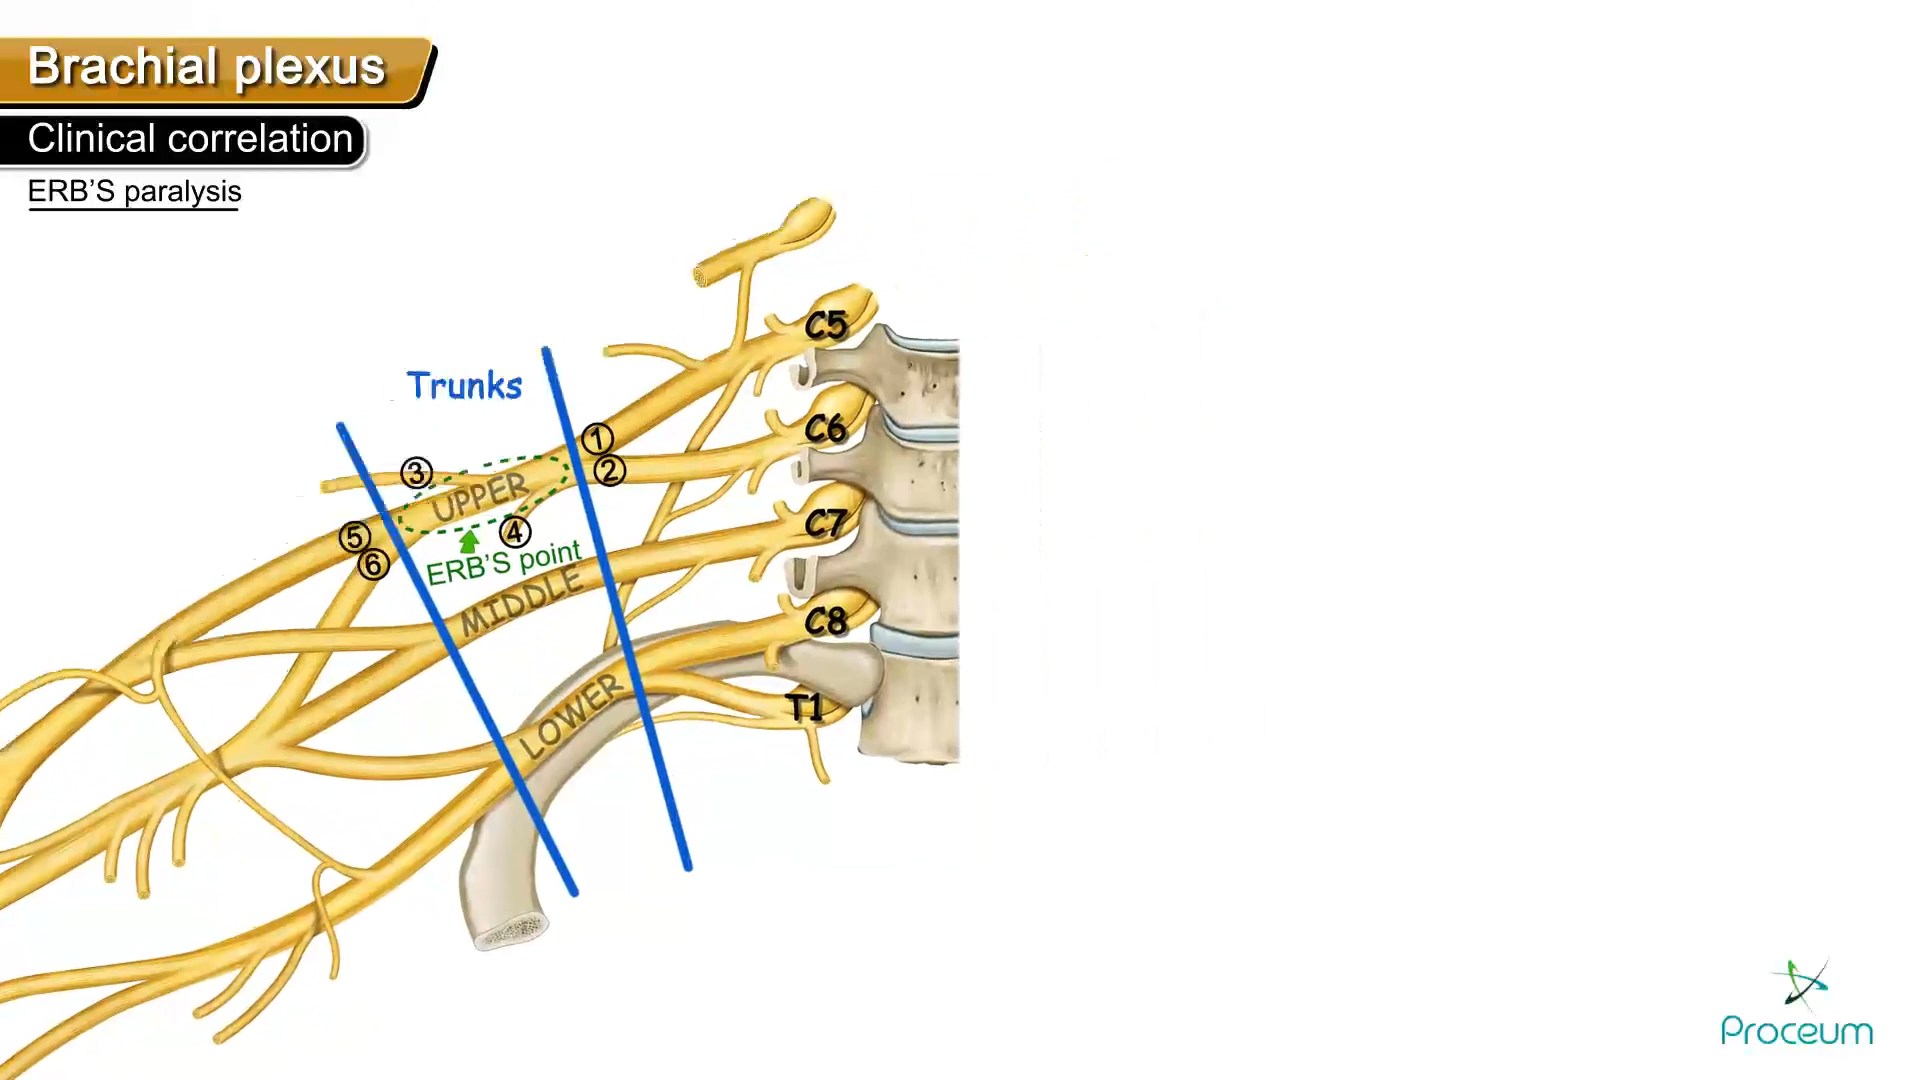 Brachial plexus
Clinical correlation
ERB'S paralysis
C5
Trunks
C6
①
②
③
UPPER
④
C7
⑤
⑥
ERB'S point
MIDDLE
C8
LOWER
T1
Proceum